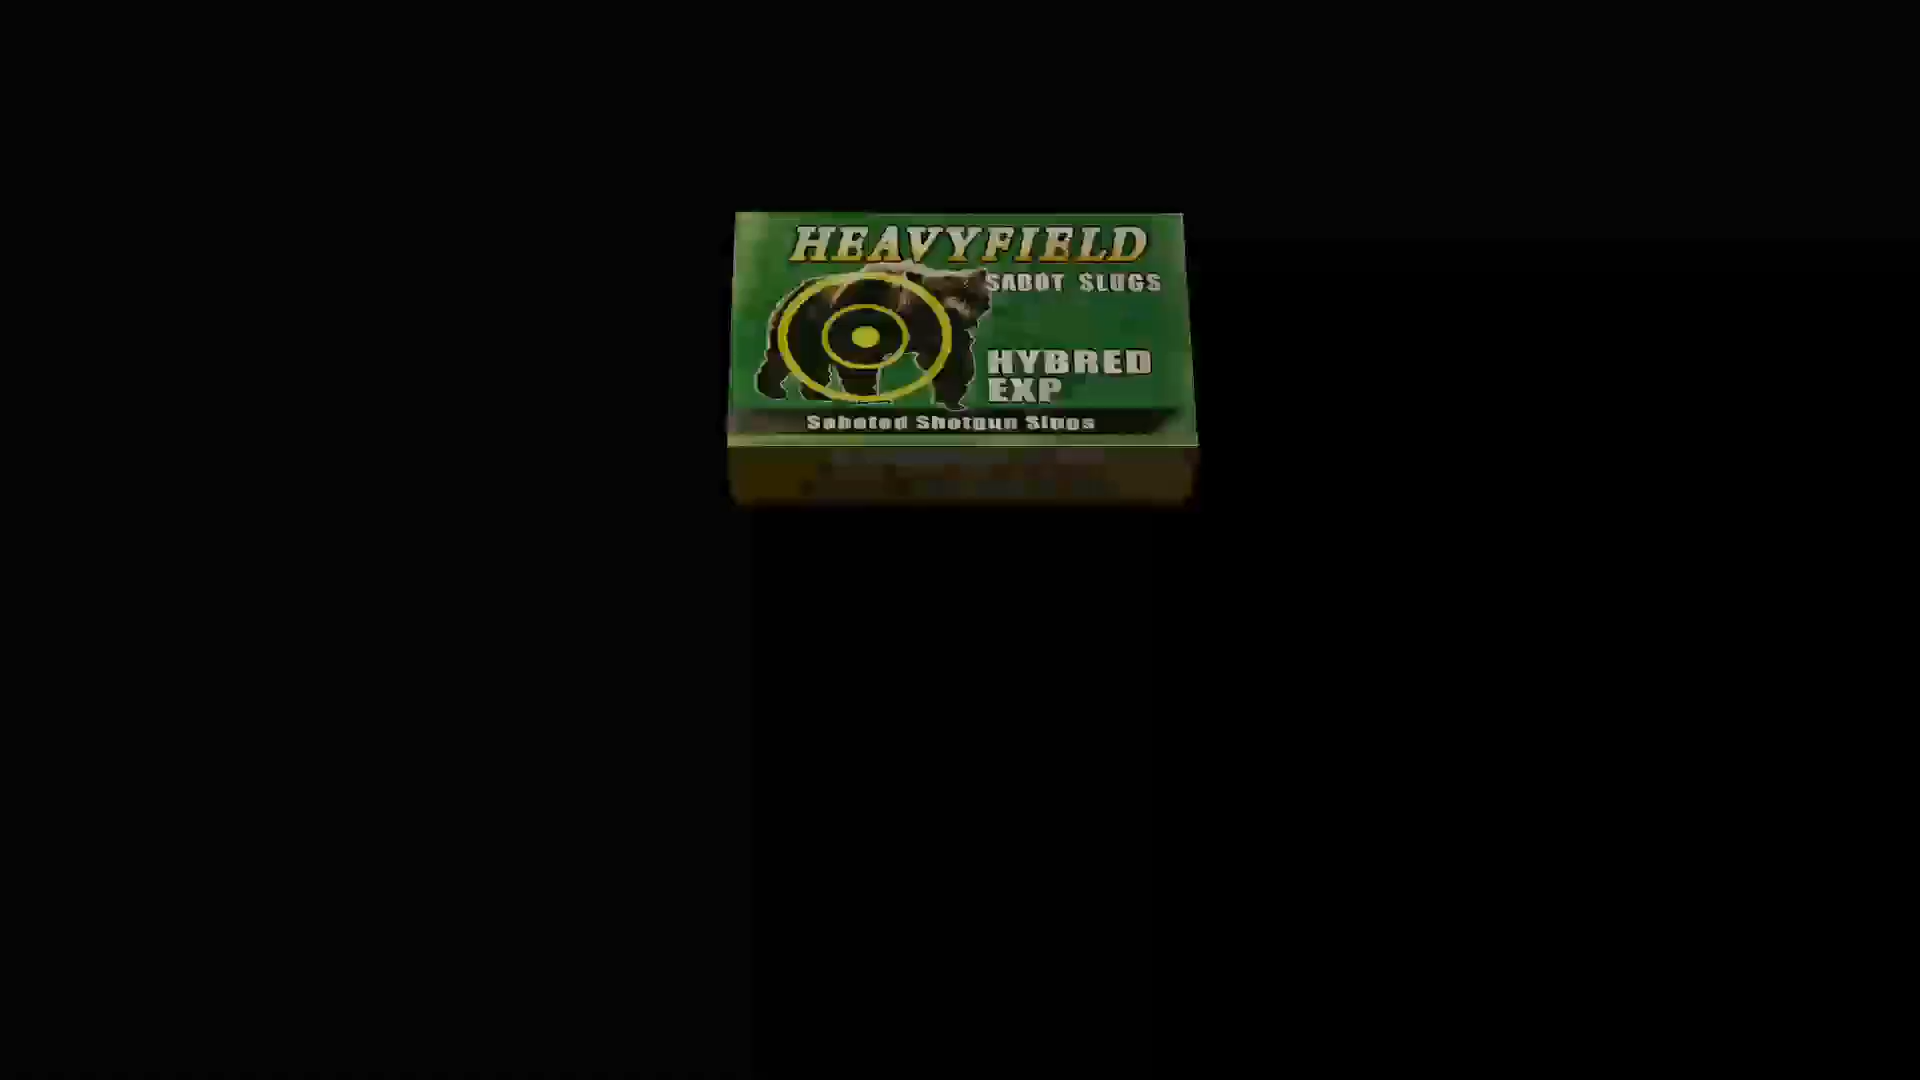 HEAVYFIELD
SABOT SLUGS
HYBRED
EXP
Saboted Shotgun Slugs